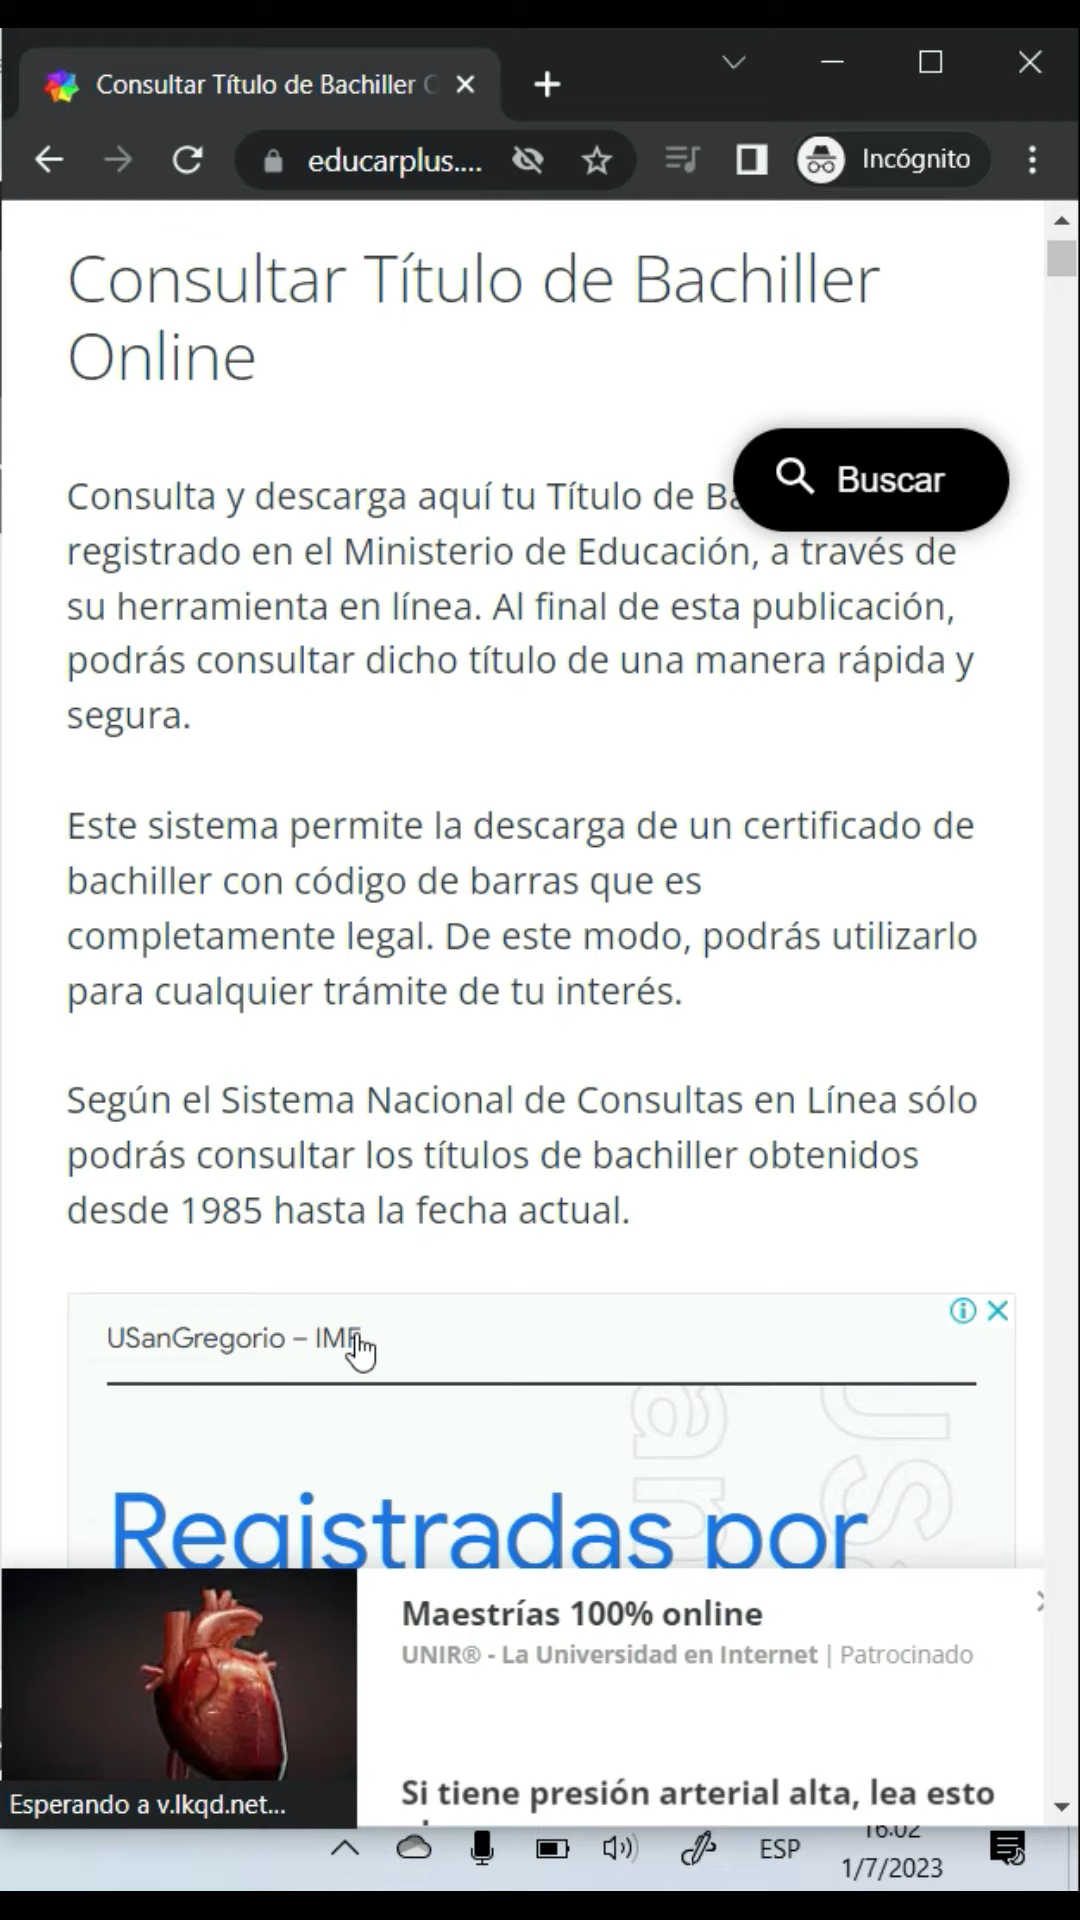 Consultar Título de Bachiller
educarplus....
Incógnito
Consultar Título de Bachiller
Online
Buscar
Consulta y descarga aquí tu Título de
registrado en el Ministerio de Educación, a través de
su herramienta en línea. Al final de esta publicación,
podrás consultar dicho título de una manera rápida y
segura.
Este sistema permite la descarga de un certificado de
bachiller con código de barras que es
completamente legal. De este modo, podrás utilizarlo
para cualquier trámite de tu interés.
Según el Sistema Nacional de Consultas en Línea sólo
podrás consultar los títulos de bachiller obtenidos
desde 1985 hasta la fecha actual.
USanGregorio – IMF
Registradas por
Maestrías 100% online
UNIR® - La Universidad en Internet | Patrocinado
Si tiene presión arterial alta, lea esto
Esperando a v.lkqd.net...
ESP
16:02
1/7/2023